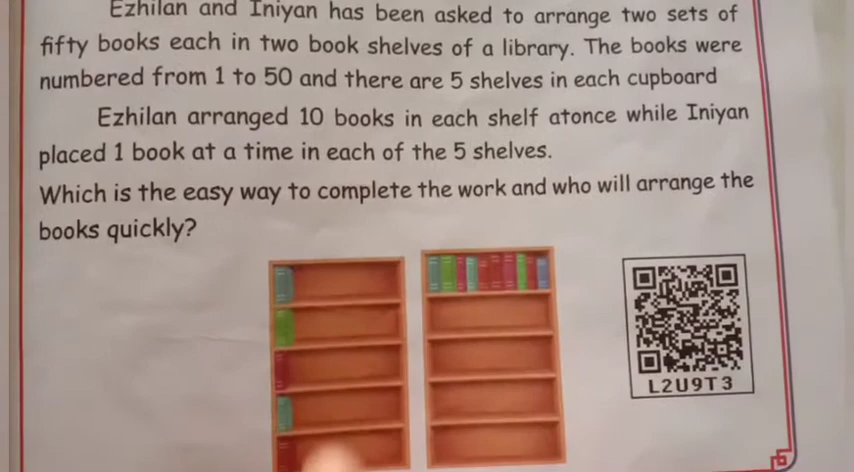 Ezhilan and Iniyan has been asked to arrange two sets of
fifty books each in two book shelves of a library. The books were
numbered from 1 to 50 and there are 5 shelves in each cupboard
Ezhilan arranged 10 books in each shelf atonce while Iniyan
placed 1 book at a time in each of the 5 shelves.
Which is the easy way to complete the work and who will arrange the
books quickly?
L2U9T3